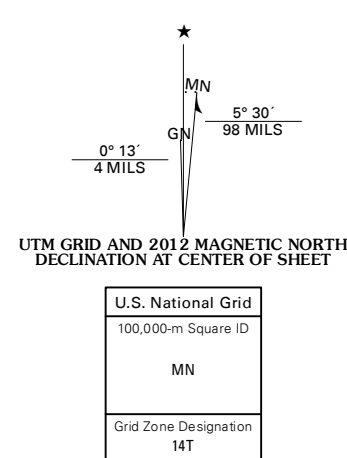 ★
MN
5° 30´
98 MILS
GN
0° 13´
4 MILS
UTM GRID AND 2012 MAGNETIC NORTH
DECLINATION AT CENTER OF SHEET
U.S. National Grid
100,000-m Square ID
MN
Grid Zone Designation
14T